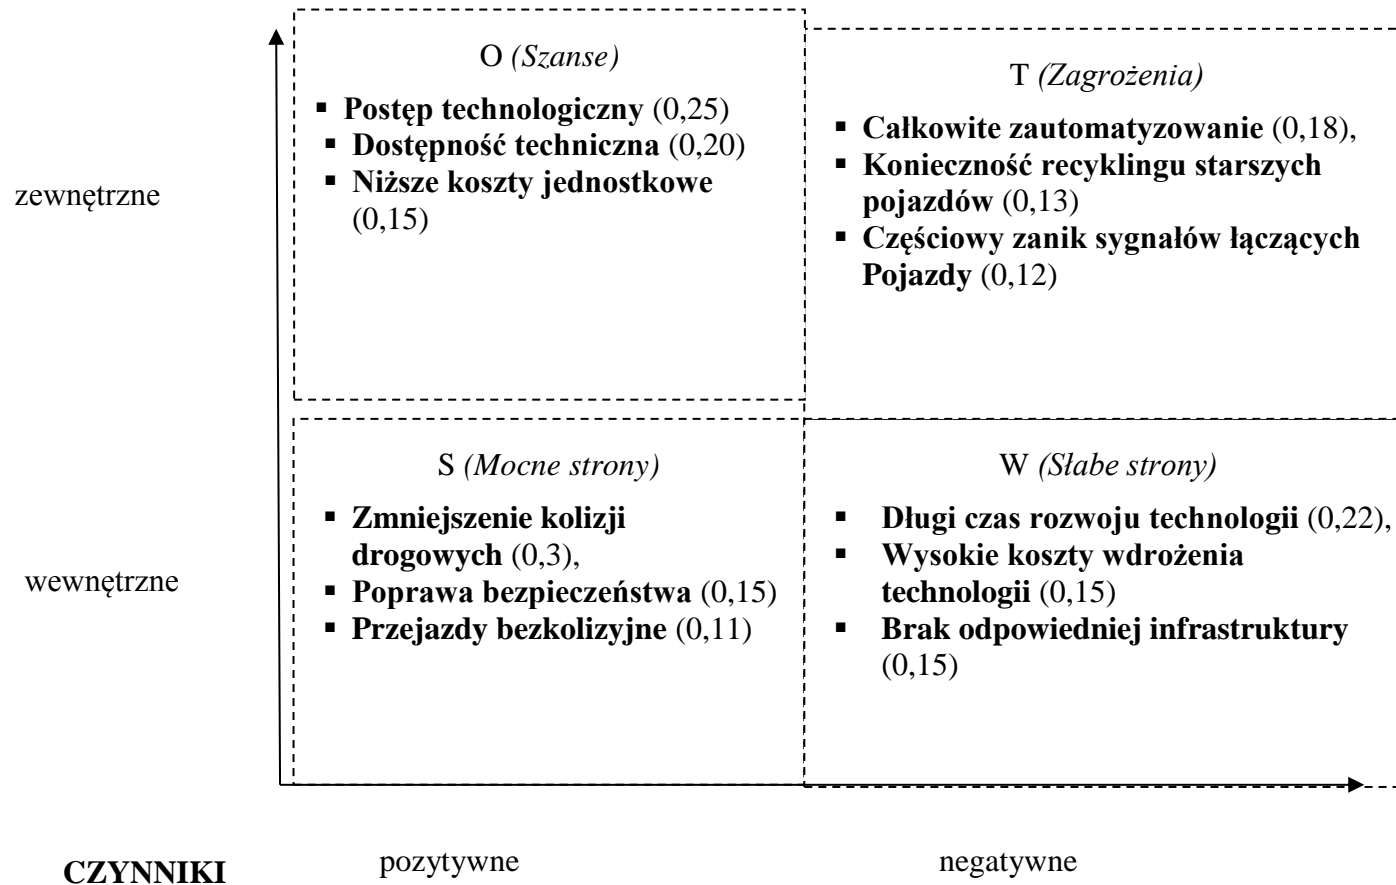 O (Szanse)
▪ Postęp technologiczny (0,25)
▪ Dostępność techniczna (0,20)
▪ Niższe koszty jednostkowe
(0,15)
T (Zagrożenia)
▪ Całkowite zautomatyzowanie (0,18),
▪ Konieczność recyklingu starszych
pojazdów (0,13)
▪ Częściowy zanik sygnałów łączących
Pojazdy (0,12)
zewnętrzne
S (Mocne strony)
▪ Zmniejszenie kolizji
drogowych (0,3),
▪ Poprawa bezpieczeństwa (0,15)
▪ Przejazdy bezkolizyjne (0,11)
W (Słabe strony)
▪ Długi czas rozwoju technologii (0,22),
▪ Wysokie koszty wdrożenia
technologii (0,15)
▪ Brak odpowiedniej infrastruktury
(0,15)
wewnętrzne
CZYNNIKI
pozytywne
negatywne